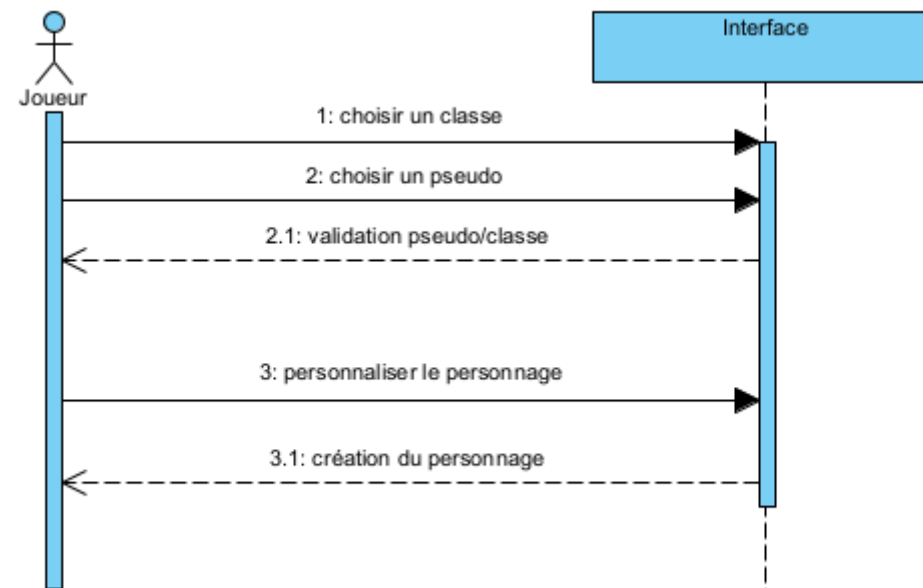 Joueur
Interface
1: choisir un classe
2: choisir un pseudo
2.1: validation pseudo/classe
3: personnaliser le personnage
3.1: création du personnage